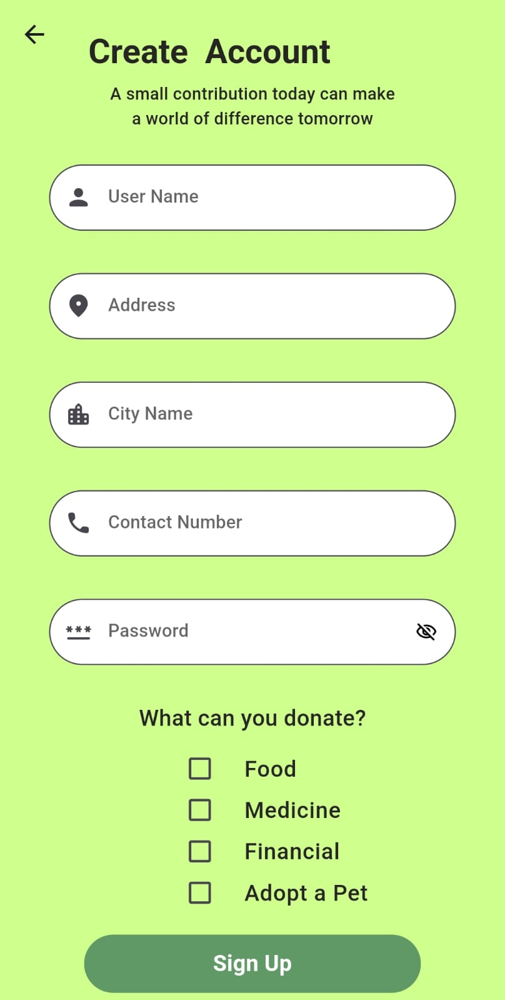 Create Account
A small contribution today can make
a world of difference tomorrow
User Name
Address
City Name
Contact Number
*** Password
What can you donate?
Food
Medicine
Financial
Adopt a Pet
Sign Up